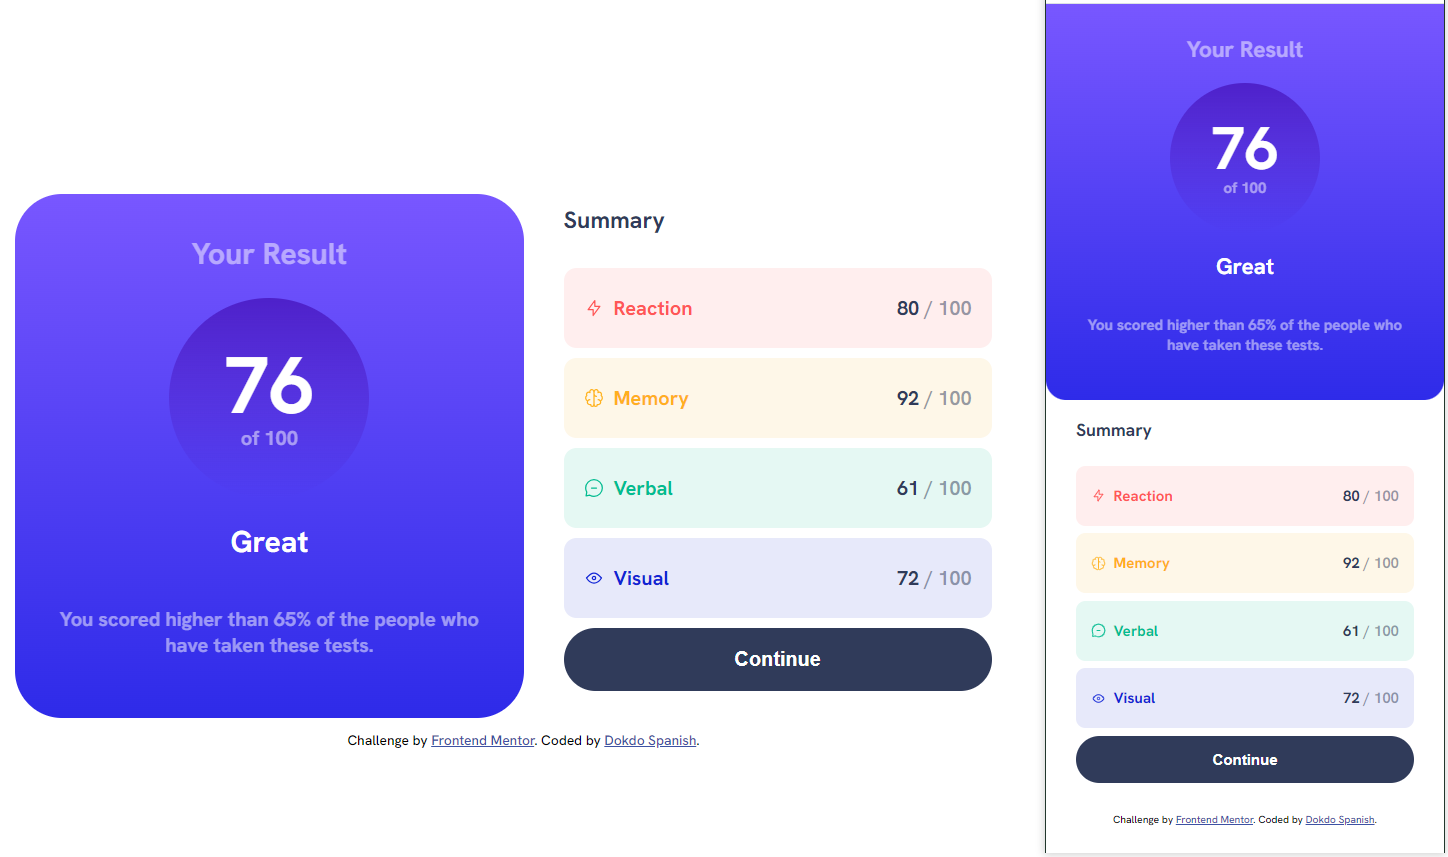 Your Result
76
of 100
Great
You scored higher than 65% of the people who
have taken these tests.
Summary
Reaction 80 / 100
Memory 92 / 100
Verbal 61 / 100
Visual 72 / 100
Continue
Challenge by Frontend Mentor. Coded by Dokdo Spanish.
Your Result
76
of 100
Great
You scored higher than 65% of the people who
have taken these tests.
Summary
Reaction 80 / 100
Memory 92 / 100
Verbal 61 / 100
Visual 72 / 100
Continue
Challenge by Frontend Mentor. Coded by Dokdo Spanish.